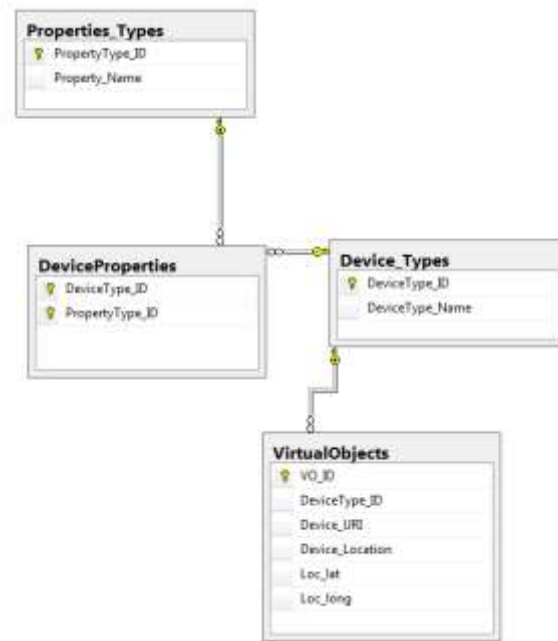 Properties_Types
PropertyType_ID
Property_Name
DeviceProperties
DeviceType_ID
PropertyType_ID
Device_Types
DeviceType_ID
DeviceType_Name
VirtualObjects
VO_ID
DeviceType_ID
Device_URI
Device_Location
Loc_lat
Loc_long